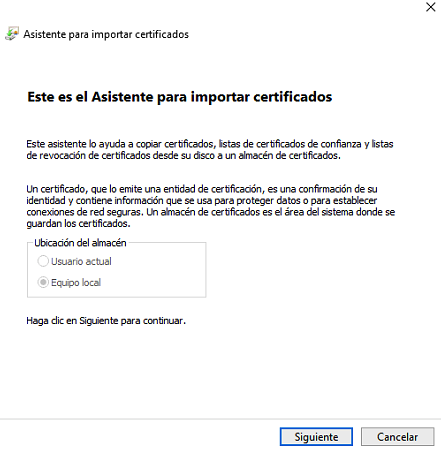 Asistente para importar certificados
Este es el Asistente para importar certificados
Este asistente lo ayuda a copiar certificados, listas de certificados de confianza y listas
de revocación de certificados desde su disco a un almacén de certificados.
Un certificado, que lo emite una entidad de certificación, es una confirmación de su
identidad y contiene información que se usa para proteger datos o para establecer
conexiones de red seguras. Un almacén de certificados es el área del sistema donde se
guardan los certificados.
Ubicación del almacén
Usuario actual
Equipo local
Haga clic en Siguiente para continuar.
Siguiente
Cancelar